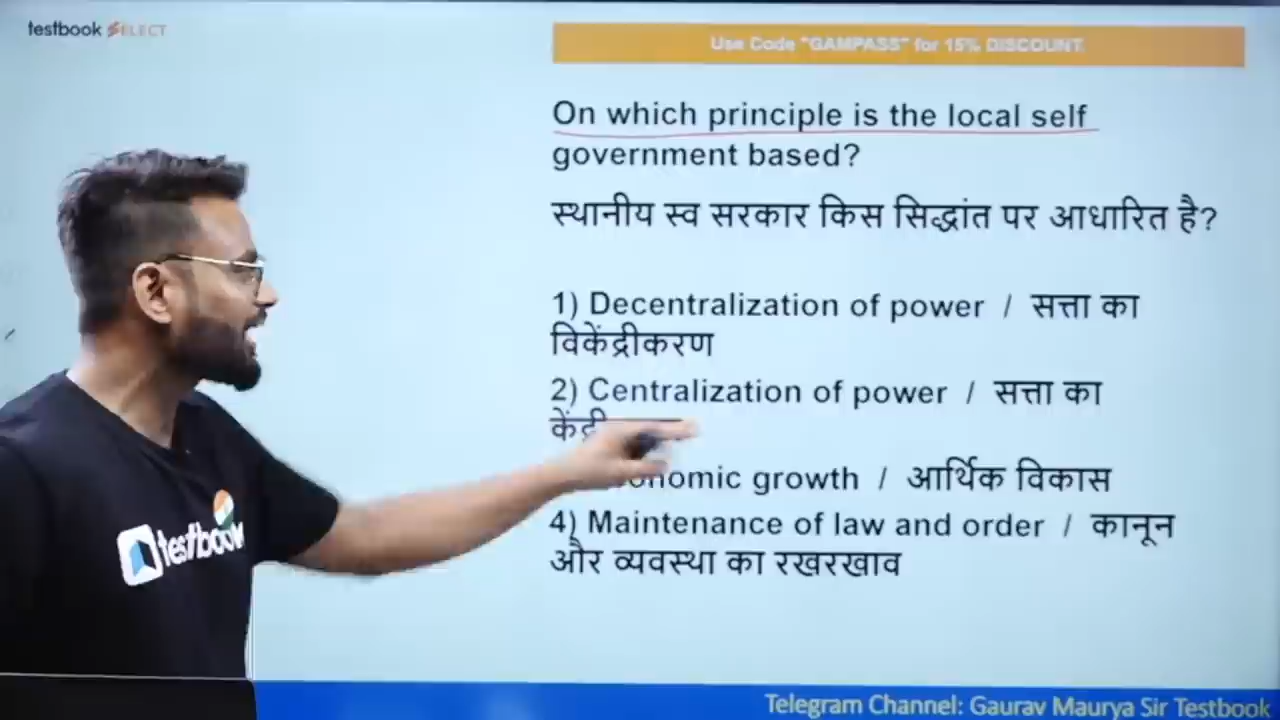 testbook SELECT
Use Code "GAMPASS" for 15% DISCOUNT.
On which principle is the local self
government based?
स्थानीय स्व सरकार किस सिद्धांत पर आधारित है?
1) Decentralization of power / सत्ता का
विकेंद्रीकरण
2) Centralization of power / सत्ता का
growth / आर्थिक विकास
4) Maintenance of law and order / कानून
और व्यवस्था का रखरखाव
testbook
Telegram Channel: Gaurav Maurya Sir Testbook